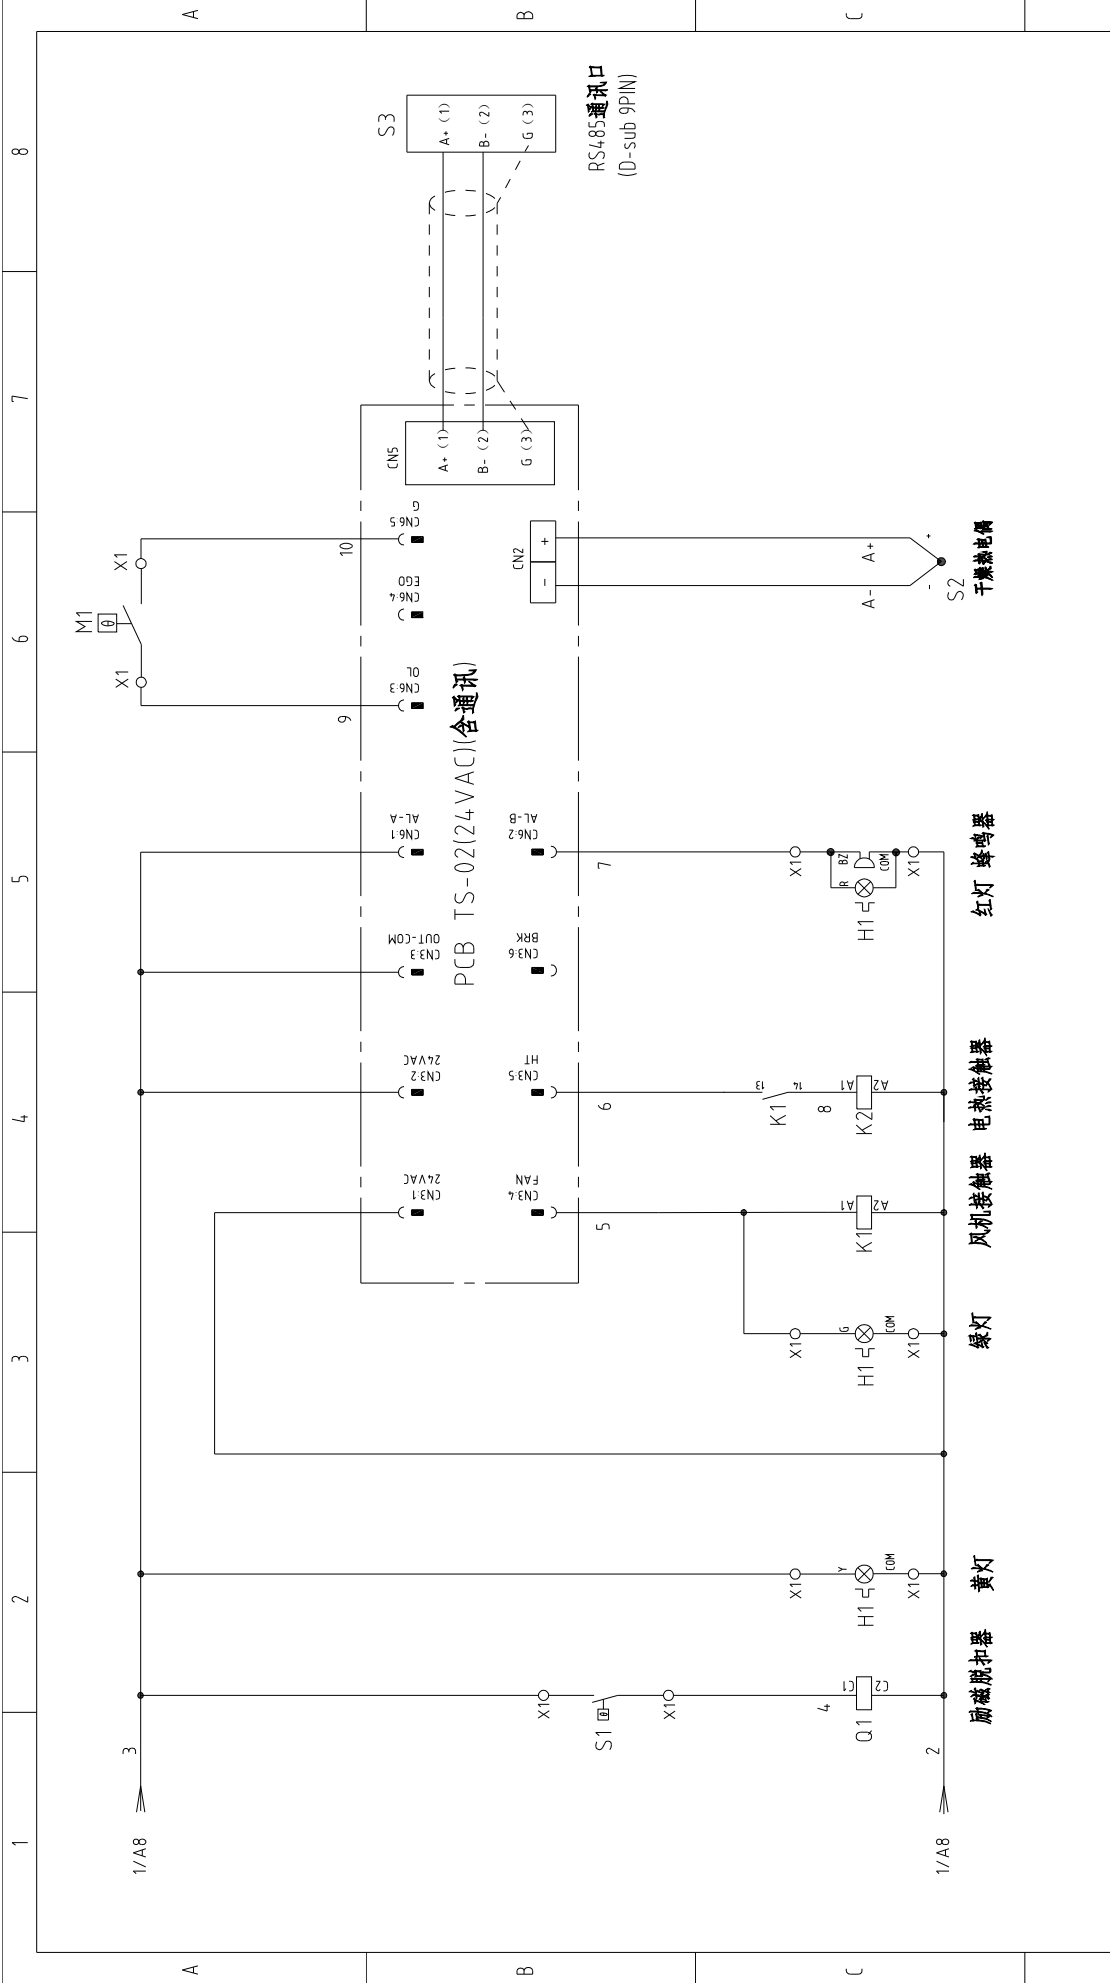 1
2
3
4
5
6
7
8
A
B
C
A
B
C
1/A8
3
1/A8
2
X1
S1
θ
X1
4
Q1
C1
C2
励磁脱扣器
X1
Y
H1
COM
X1
黄灯
X1
G
H1
COM
X1
绿灯
CN3:1
24VAC
CN3:4
FAN
5
K1
A1
A2
风机接触器
CN3:2
24VAC
CN3:5
HT
6
K1
13
14
8
K2
A1
A2
电热接触器
CN3:3
OUT-COM
CN3:6
BRK
CN6:1
AL-A
CN6:2
AL-B
7
X1
R
BZ
H1
COM
X1
红灯 蜂鸣器
PCB TS-02(24VAC)(含通讯)
M1
θ
X1
X1
9
10
CN6:3
OL
CN6:4
EGO
CN6:5
G
CN2
- +
A- A+
- +
S2
干燥热电偶
CN5
A+ (1)
B- (2)
G (3)
S3
A+ (1)
B- (2)
G (3)
RS485通讯口
(D-sub 9PIN)